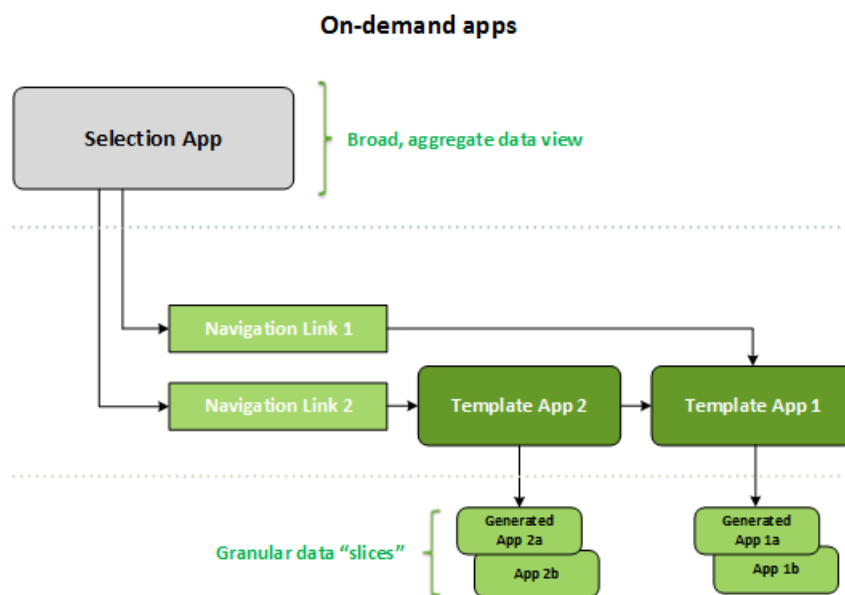 On-demand apps
Selection App
Broad, aggregate data view
Navigation Link 1
Navigation Link 2
Template App 2
Template App 1
Granular data “slices”
Generated
App 2a
App 2b
Generated
App 1a
App 1b